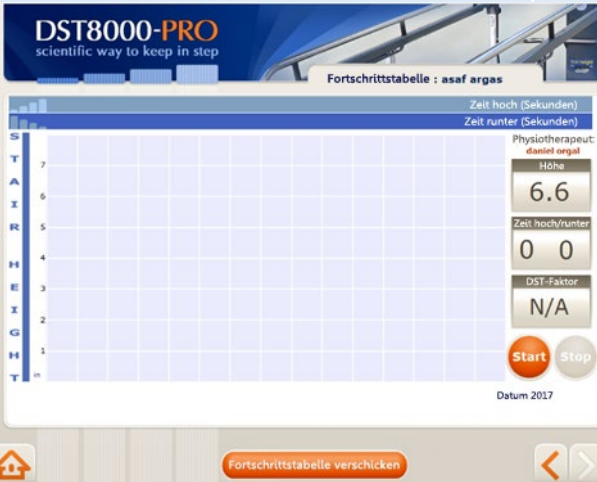 DST8000-PRO
scientific way to keep in step
Fortschrittstabelle : asaf argas
Zeit hoch (Sekunden)
Zeit runter (Sekunden)
Physiotherapeut:
daniel orgal
STAIR HEIGHT
7
6
5
4
3
2
1
in
Höhe
6.6
Zeit hoch/runter
0 0
DST-Faktor
N/A
Start
Stop
Datum 2017
Fortschrittstabelle verschicken